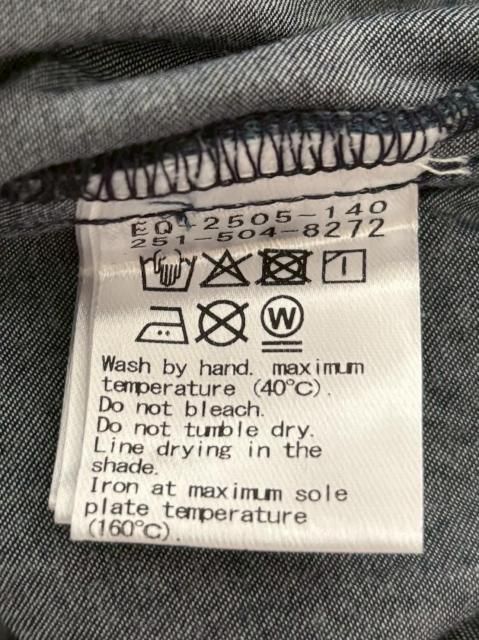 EQ-2505-140
251-504-8272
W
Wash by hand. maximum
temperature (40°C).
Do not bleach.
Do not tumble dry.
Line drying in the
shade.
Iron at maximum sole
plate temperature
(160°C).